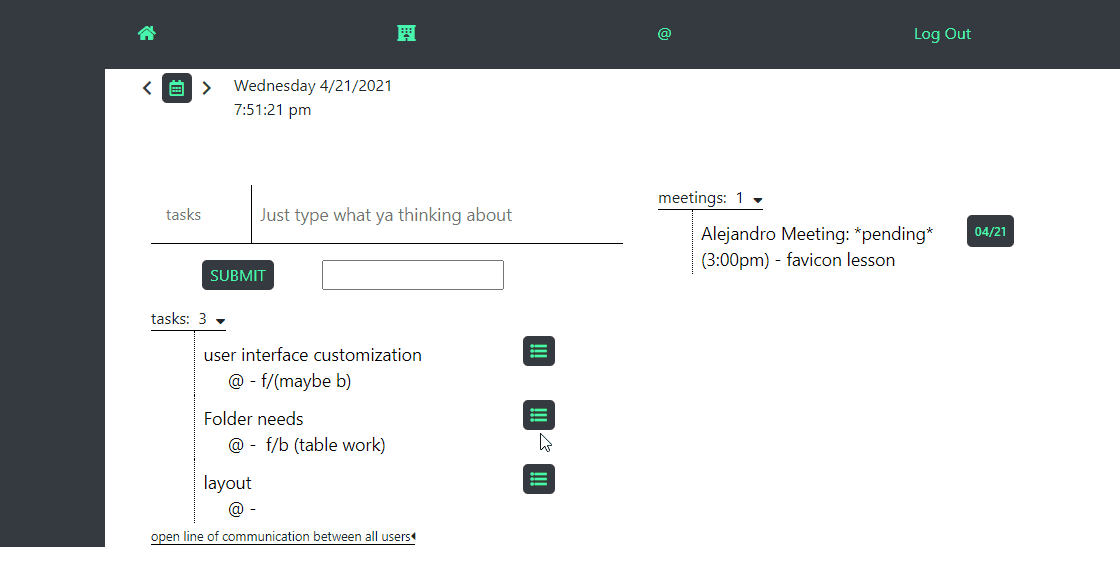 @
Log Out
Wednesday 4/21/2021
7:51:21 pm
tasks
Just type what ya thinking about
SUBMIT
tasks: 3
user interface customization
@ - f/(maybe b)
Folder needs
@ - f/b (table work)
layout
@ -
open line of communication between all users
meetings: 1
Alejandro Meeting: *pending*
(3:00pm) - favicon lesson
04/21